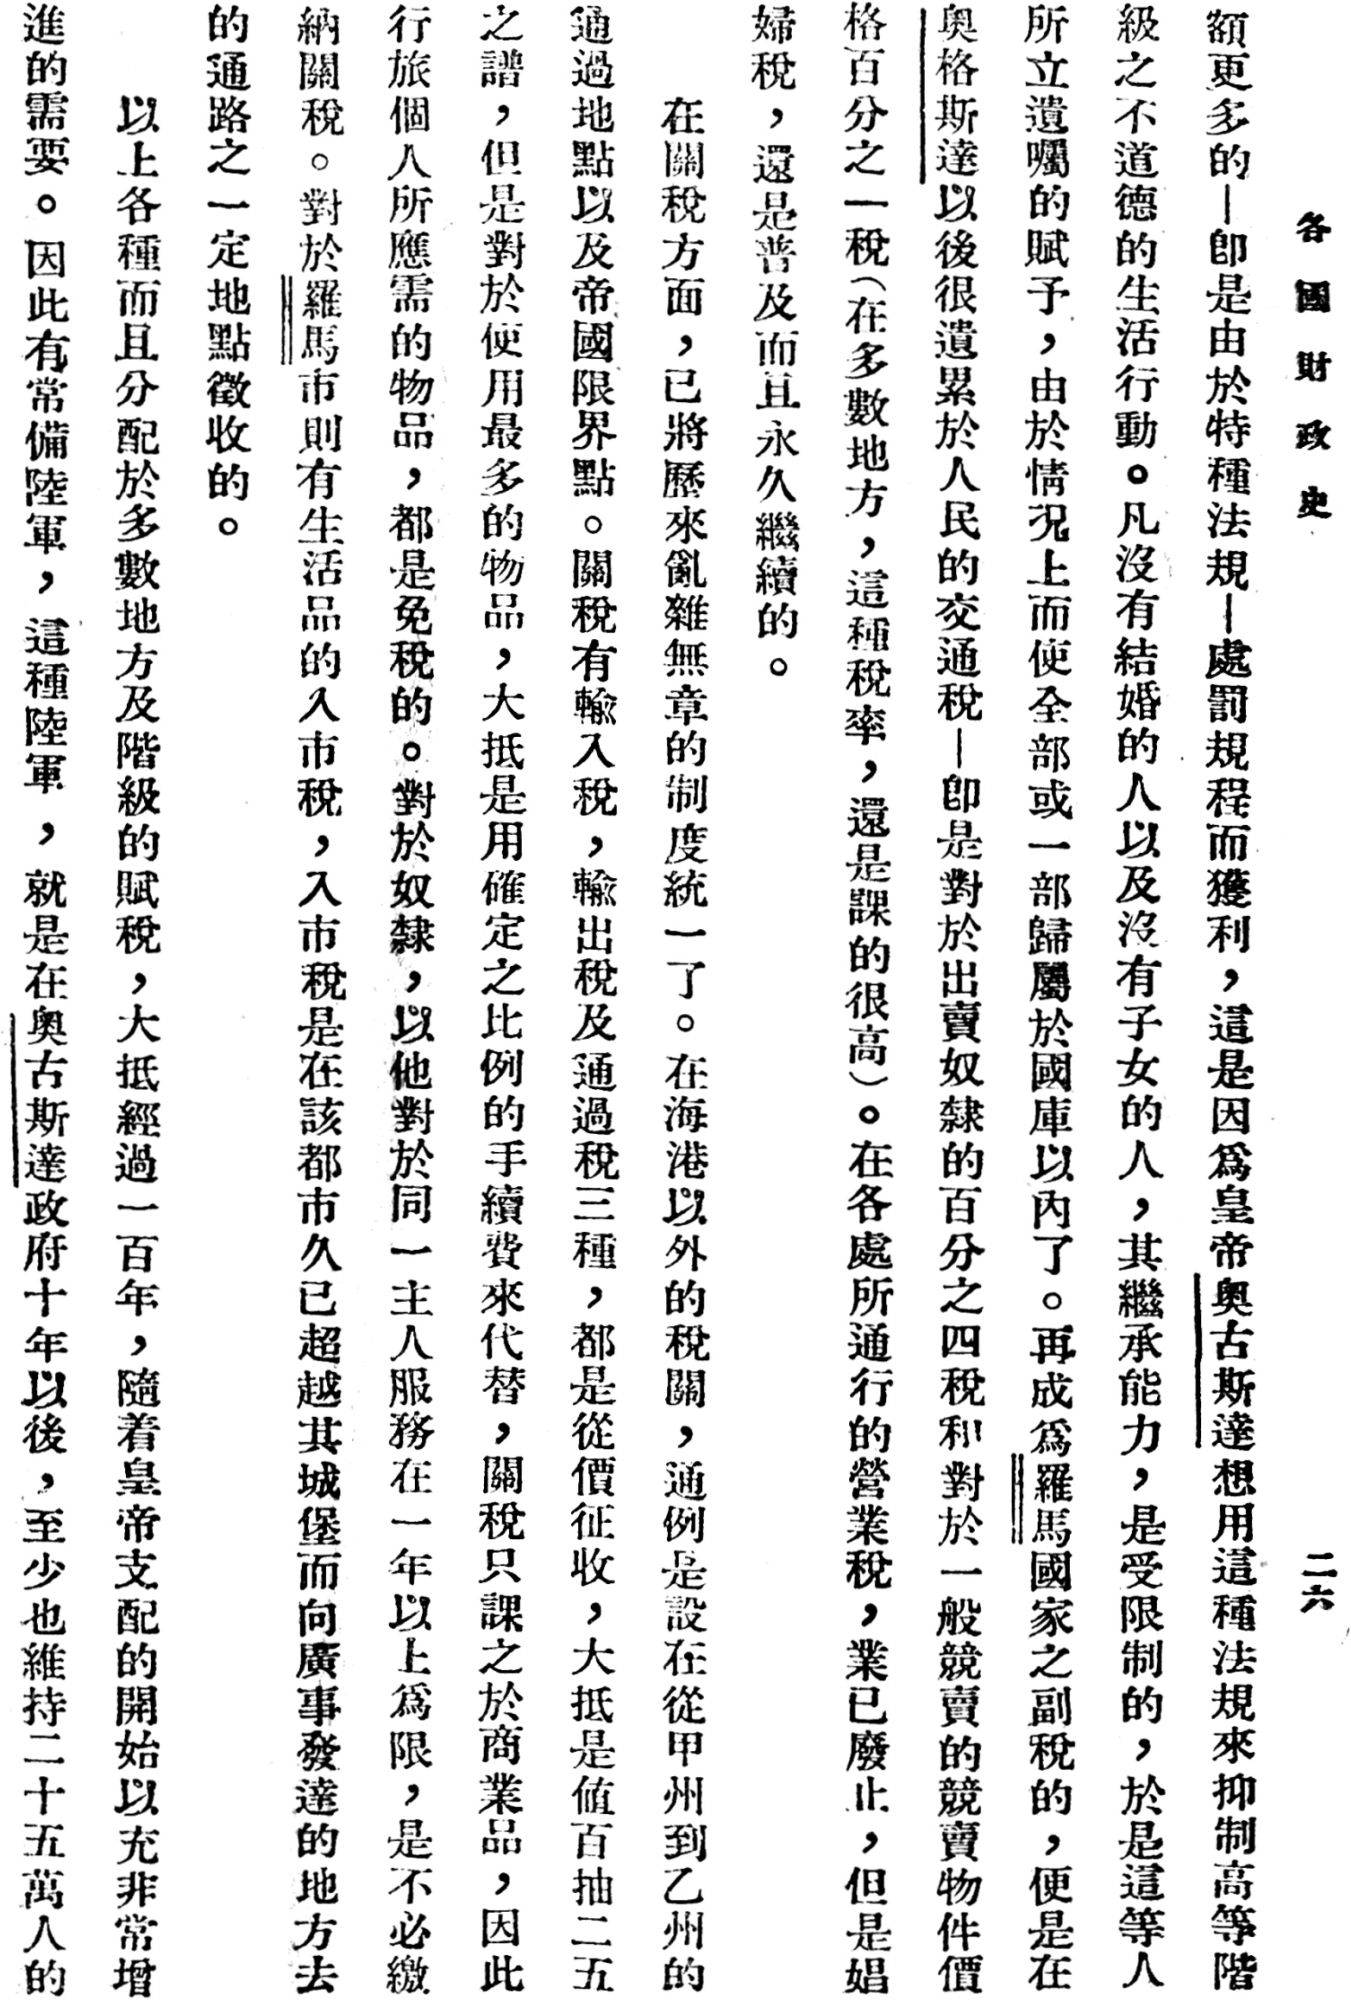 各國財政史
二六
額更多的—卽是由於特種法規—處罰規程而獲利，這是因爲皇帝奧古斯達想用這種法規來抑制高等階
級之不道德的生活行動。凡沒有結婚的人以及沒有子女的人，其繼承能力，是受限制的，於是這等人
所立遺囑的賦予，由於情況上而使全部或一部歸屬於國庫以內了。再成爲羅馬國家之副稅的，便是在
奧格斯達以後很遺累於人民的交通稅—卽是對於出賣奴隸的百分之四稅和對於一般競賣的競賣物件價
格百分之一稅（在多數地方，這種稅率，還是課的很高）。在各處所通行的營業稅，業已廢止，但是娼
婦稅，還是普及而且永久繼續的。
在關稅方面，已將歷來亂雜無章的制度統一了。在海港以外的稅關，通例是設在從甲州到乙州的
通過地點以及帝國限界點。關稅有輸入稅，輸出稅及通過稅三種，都是從價征收，大抵是値百抽二五
之譜，但是對於使用最多的物品，大抵是用確定之比例的手續費來代替，關稅只課之於商業品，因此
行旅個人所應需的物品，都是免稅的。對於奴隸，以他對於同一主人服務在一年以上爲限，是不必繳
納關稅。對於羅馬市則有生活品的入市稅，入市稅是在該都市久已超越其城堡而向廣事發達的地方去
的通路之一定地點徵收的。
以上各種而且分配於多數地方及階級的賦稅，大抵經過一百年，隨着皇帝支配的開始以充非常增
進的需要。因此有常備陸軍，這種陸軍，就是在奧古斯達政府十年以後，至少也維持二十五萬人的